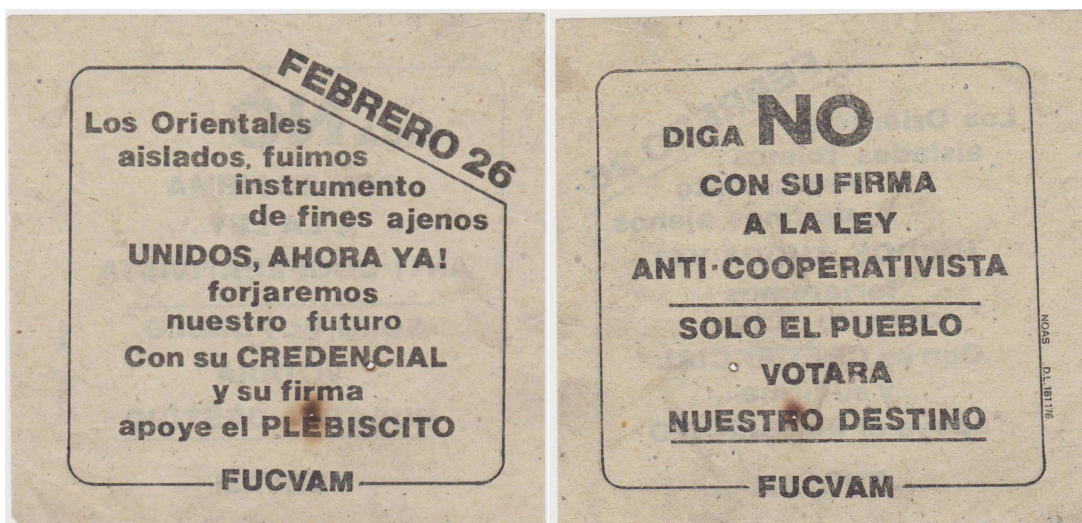 FEBRERO 26
Los Orientales
aislados, fuimos
instrumento
de fines ajenos
UNIDOS, AHORA YA!
forjaremos
nuestro futuro
Con su CREDENCIAL
y su firma
apoye el PLEBISCITO
FUCVAM
DIGA NO
CON SU FIRMA
A LA LEY
ANTI-COOPERATIVISTA
SOLO EL PUEBLO
VOTARA
NUESTRO DESTINO
FUCVAM
NOAS D.L.181176